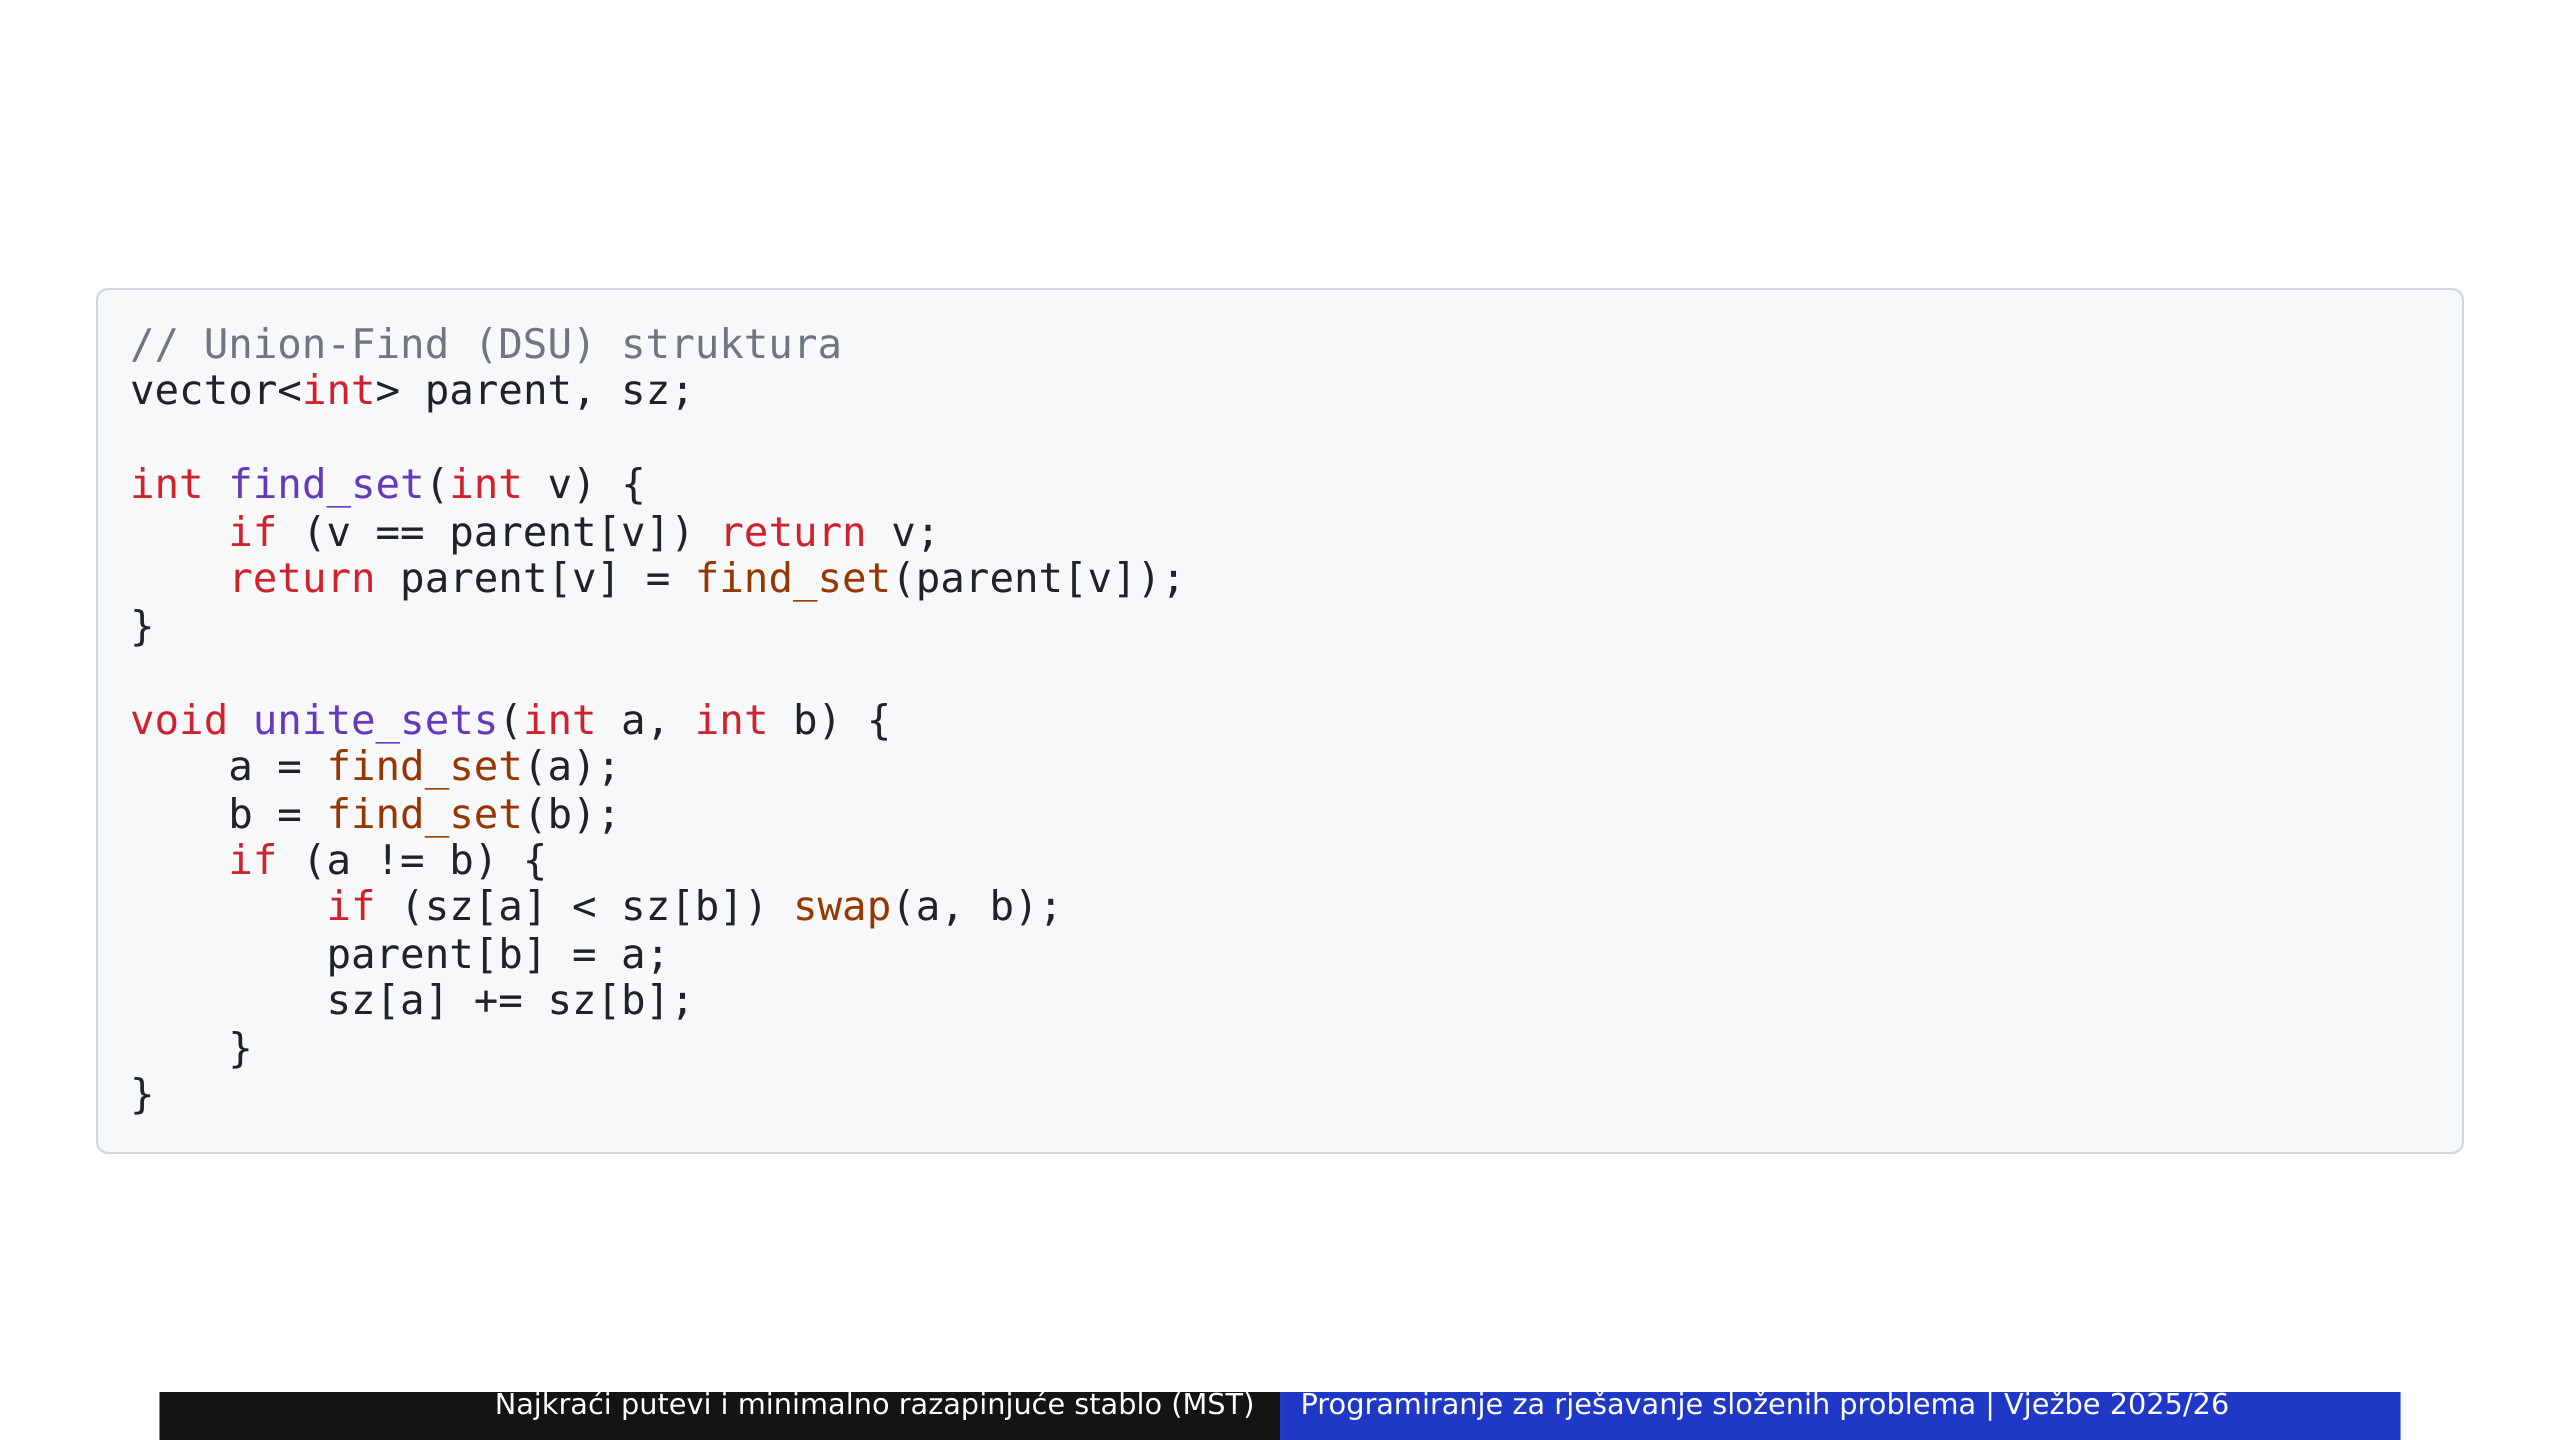 // Union-Find (DSU) struktura
vector<int> parent, sz;

int find_set(int v) {
    if (v == parent[v]) return v;
    return parent[v] = find_set(parent[v]);
}

void unite_sets(int a, int b) {
    a = find_set(a);
    b = find_set(b);
    if (a != b) {
        if (sz[a] < sz[b]) swap(a, b);
        parent[b] = a;
        sz[a] += sz[b];
    }
}
Najkraći putevi i minimalno razapinjuće stablo (MST)
Programiranje za rješavanje složenih problema | Vježbe 2025/26